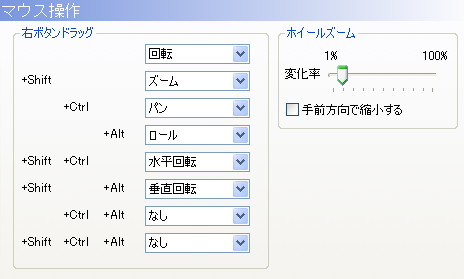 マウス操作
右ボタンドラッグ
回転
+Shift ズーム
+Ctrl パン
+Alt ロール
+Shift +Ctrl 水平回転
+Shift +Alt 垂直回転
+Ctrl +Alt なし
+Shift +Ctrl +Alt なし
ホイールズーム
1% 100%
変化率
手前方向で縮小する